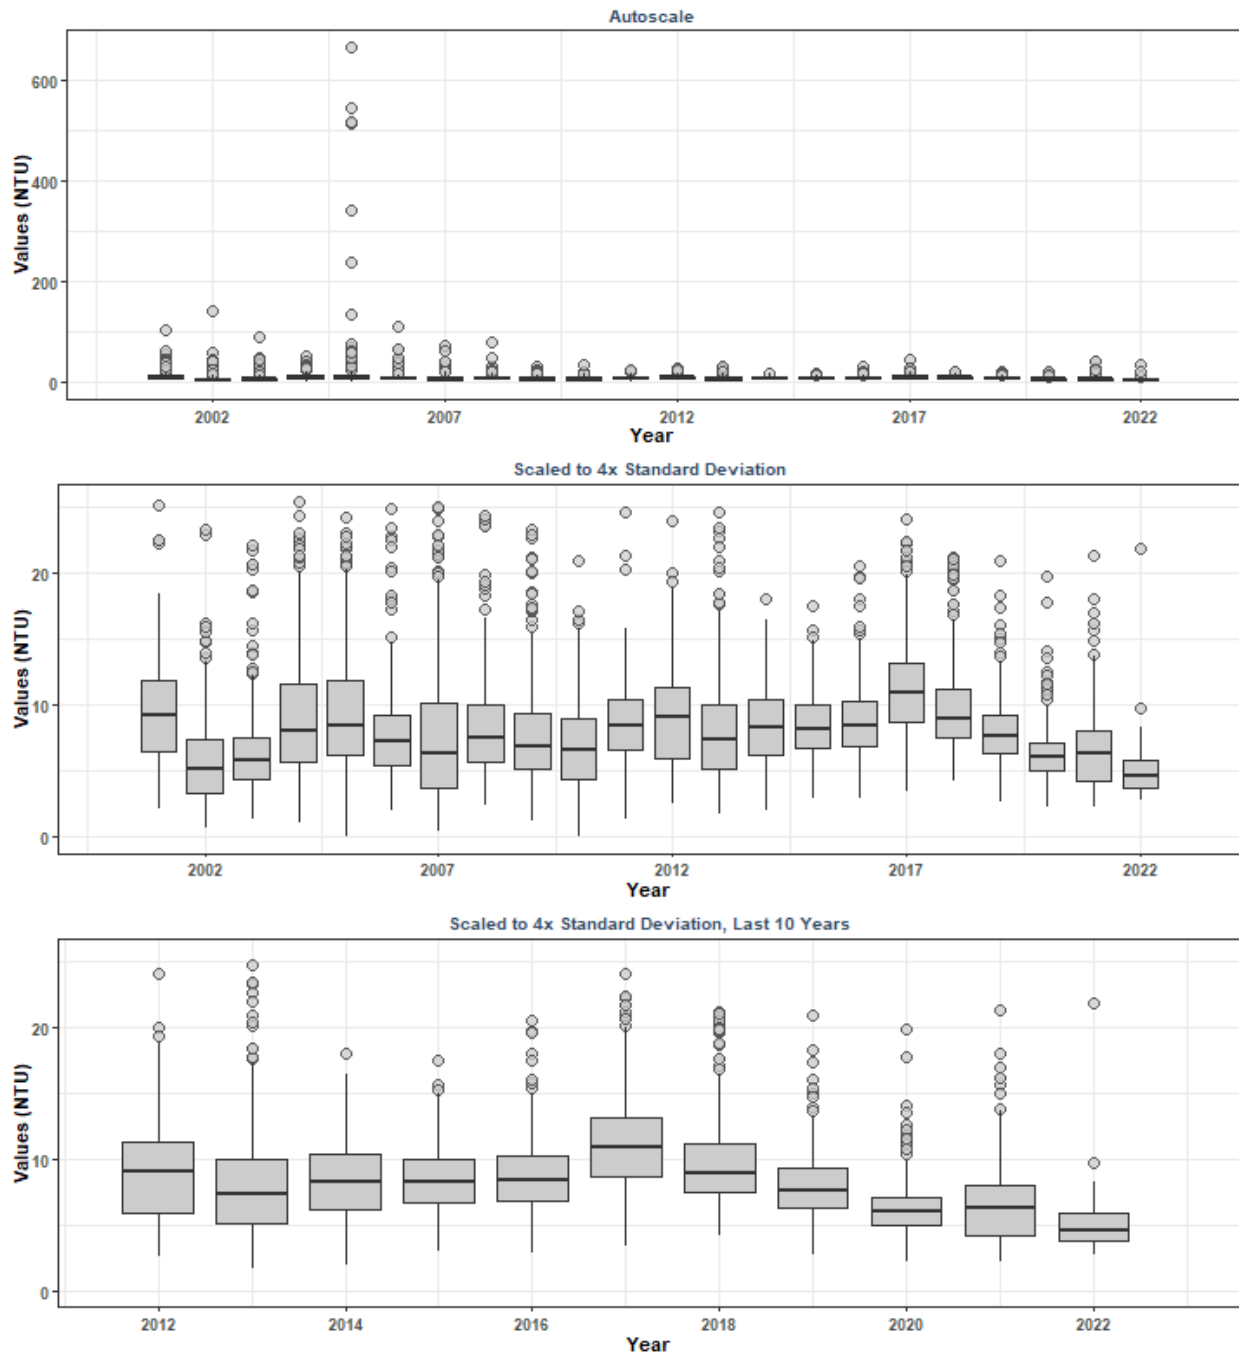 Autoscale
Values (NTU)
600
400
200
0
2002 2007 2012 2017 2022
Year
Scaled to 4x Standard Deviation
Values (NTU)
20
10
0
2002 2007 2012 2017 2022
Year
Scaled to 4x Standard Deviation, Last 10 Years
Values (NTU)
20
10
0
2012 2014 2016 2018 2020 2022
Year